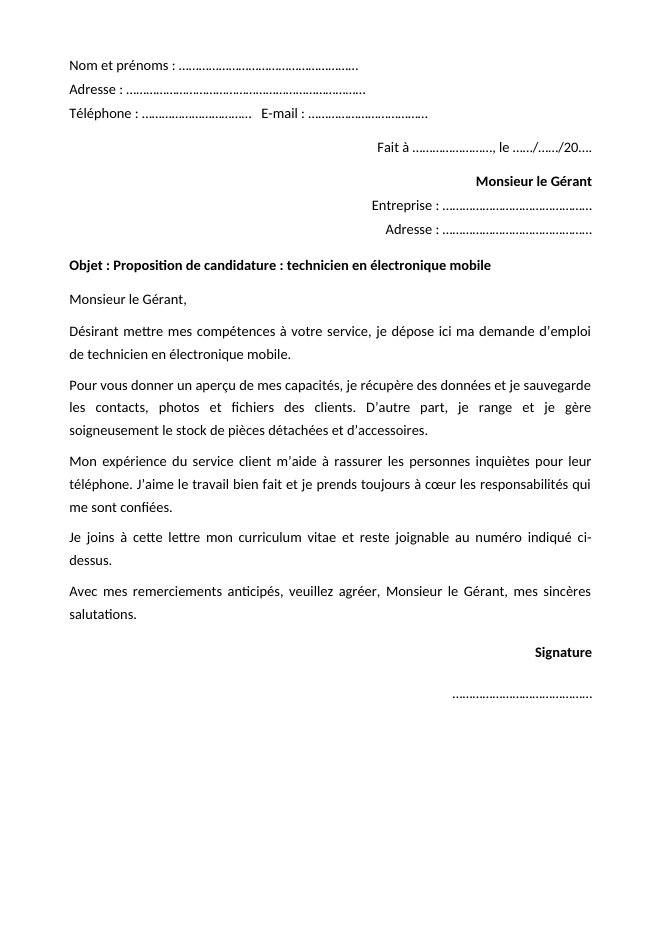 Nom et prénoms : ………………………………………………
Adresse : ………………………………………………………………
Téléphone : …………………………… E-mail : ………………………………
Fait à ……………………, le ……/……/20….
Monsieur le Gérant
Entreprise : ………………………………………
Adresse : ………………………………………
Objet : Proposition de candidature : technicien en électronique mobile
Monsieur le Gérant,
Désirant mettre mes compétences à votre service, je dépose ici ma demande d’emploi
de technicien en électronique mobile.
Pour vous donner un aperçu de mes capacités, je récupère des données et je sauvegarde
les contacts, photos et fichiers des clients. D’autre part, je range et je gère
soigneusement le stock de pièces détachées et d’accessoires.
Mon expérience du service client m’aide à rassurer les personnes inquiètes pour leur
téléphone. J’aime le travail bien fait et je prends toujours à cœur les responsabilités qui
me sont confiées.
Je joins à cette lettre mon curriculum vitae et reste joignable au numéro indiqué ci-
dessus.
Avec mes remerciements anticipés, veuillez agréer, Monsieur le Gérant, mes sincères
salutations.
Signature
……………………………………